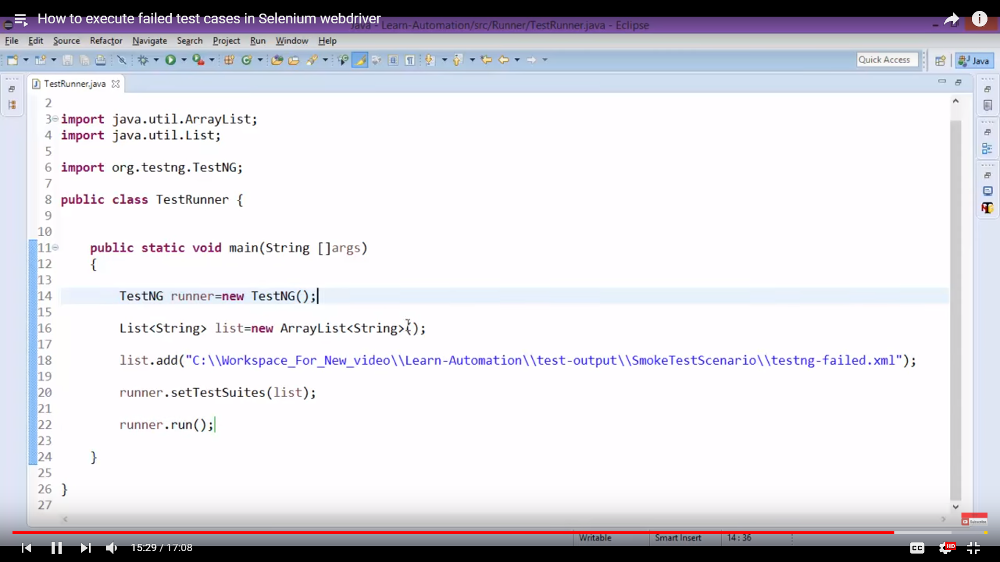 How to execute failed test cases in Selenium webdriver
Java - Learn-Automation/src/Runner/TestRunner.java - Eclipse
File Edit Source Refactor Navigate Search Project Run Window Help
Quick Access
Java
TestRunner.java
2
3 import java.util.ArrayList;
4 import java.util.List;
5
6 import org.testng.TestNG;
7
8 public class TestRunner {
9
10
11 public static void main(String []args)
12 {
13
14 TestNG runner=new TestNG();
15
16 List<String> list=new ArrayList<String>();
17
18 list.add("C:\\Workspace_For_New_video\\Learn-Automation\\test-output\\SmokeTestScenario\\testng-failed.xml");
19
20 runner.setTestSuites(list);
21
22 runner.run();
23
24 }
25
26 }
27
Subscribe
Writable Smart Insert 14 : 36
15:29 / 17:08
CC
HD